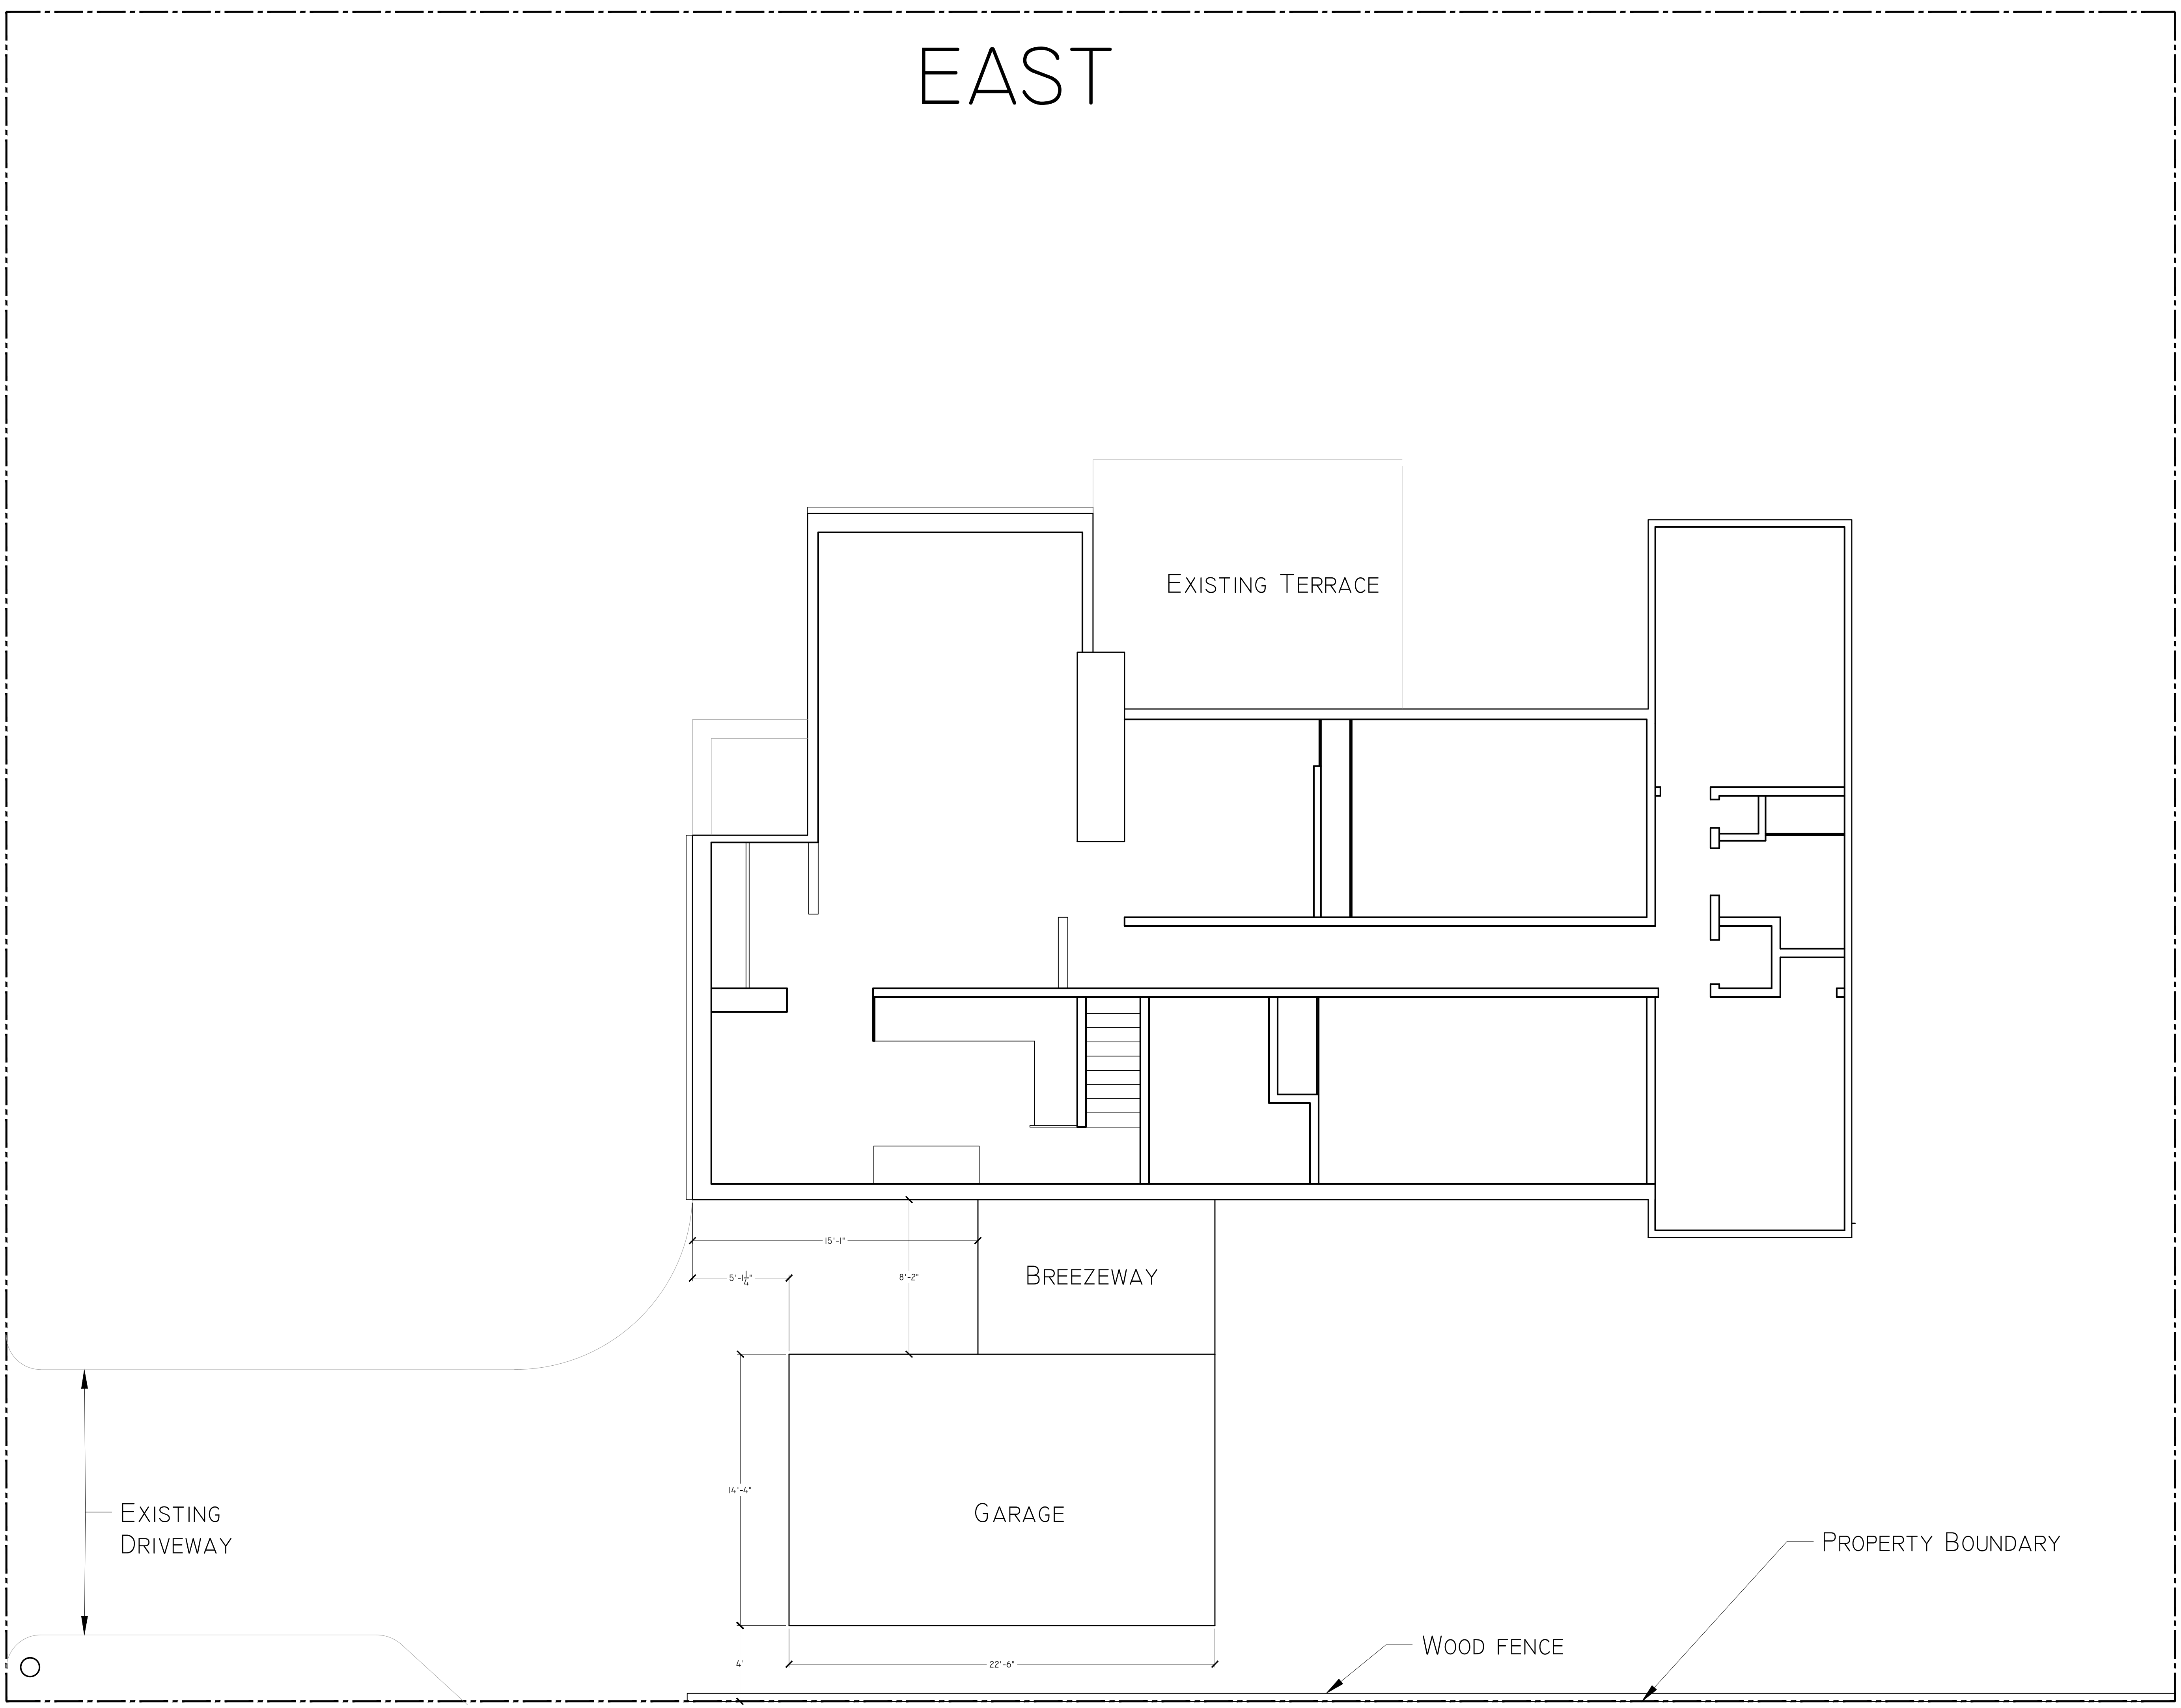 EAST
EXISTING TERRACE
15'-1"
5'-1 1/4"
8'-2"
BREEZEWAY
14'-4"
GARAGE
EXISTING
DRIVEWAY
PROPERTY BOUNDARY
WOOD FENCE
4'
22'-6"